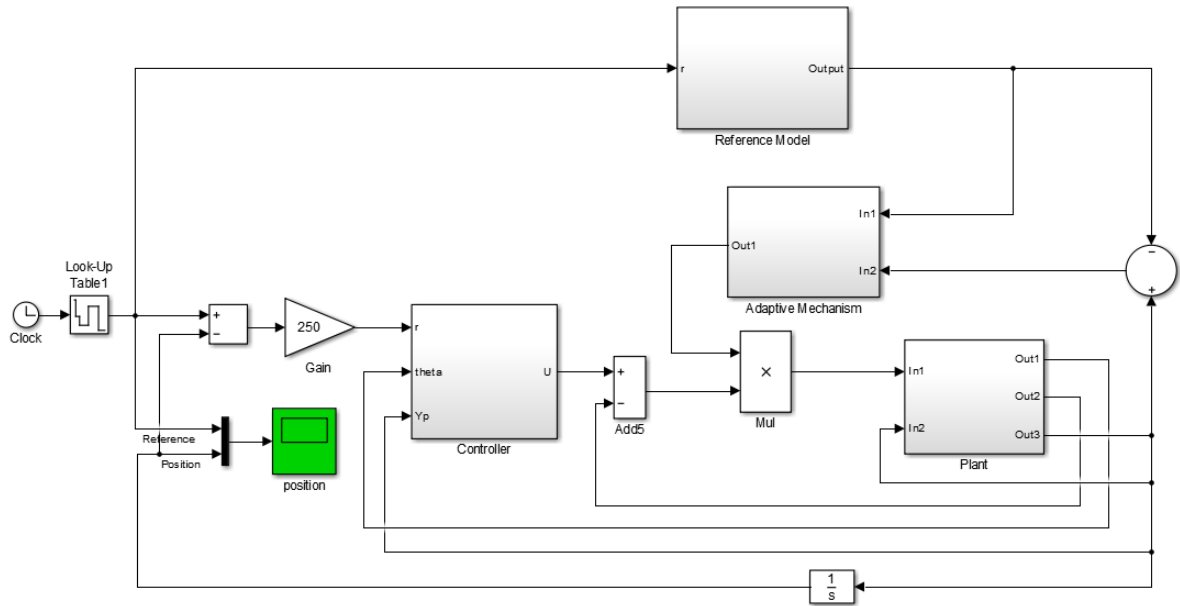 r
Output
Reference Model
In1
Out1
In2
Adaptive Mechanism
−
+
Look-Up
Table1
Clock
+
−
250
Gain
r
theta
U
Yp
Controller
+
−
Add5
×
Mul
In1
Out1
Out2
In2
Out3
Plant
Reference
Position
position
1
s